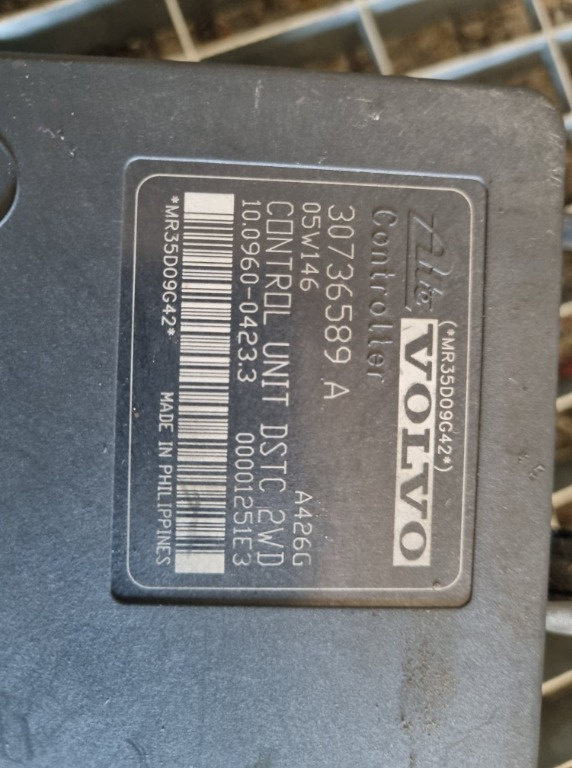 (*MR35D09G42*)
Ate VOLVO
Controller
30736589 A
05W146 A426G
CONTROL UNIT DSTC 2WD
10.0960-0423.3 00001251E3
*MR35D09G42* MADE IN PHILIPPINES